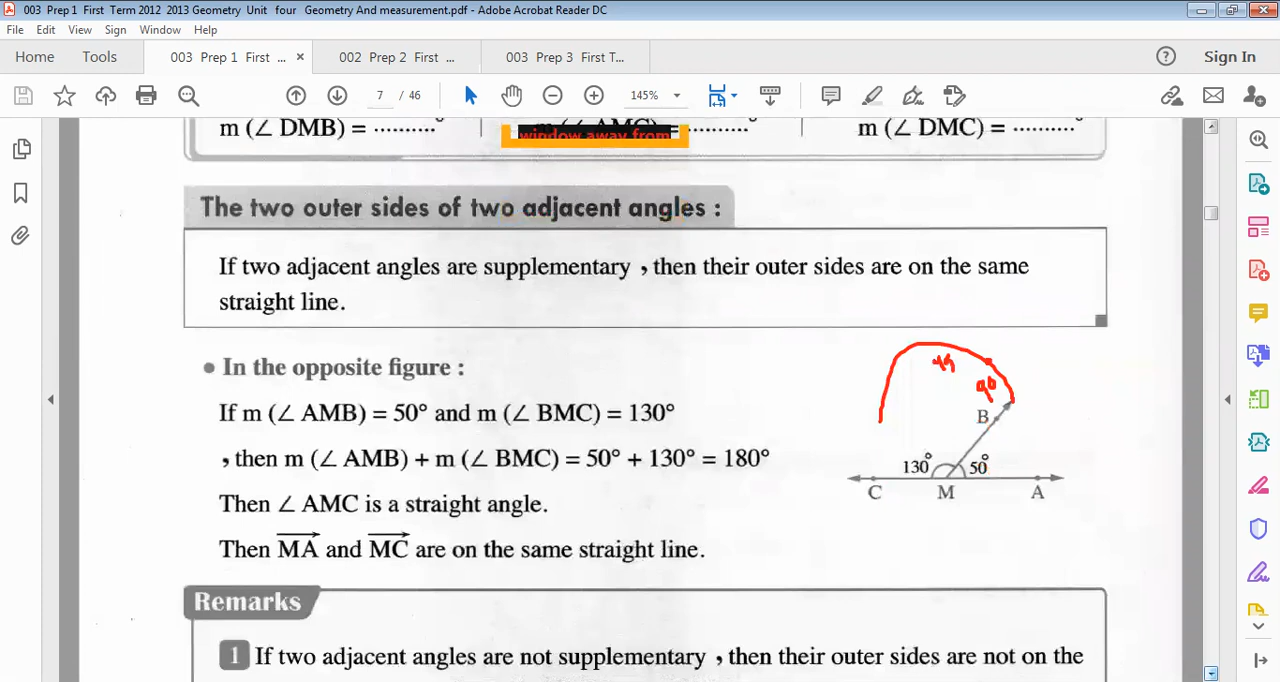 003 Prep 1 First Term 2012 2013 Geometry Unit four Geometry And measurement.pdf - Adobe Acrobat Reader DC
File Edit View Sign Window Help
Home Tools 003 Prep 1 First ... × 002 Prep 2 First ... 003 Prep 3 First T... Sign In
7 / 46 145%
m (∠ DMB) = .......... ° m (∠ AMC) = .......... ° m (∠ DMC) = .......... °
window away from
The two outer sides of two adjacent angles :
If two adjacent angles are supplementary , then their outer sides are on the same
straight line.
• In the opposite figure :
If m (∠ AMB) = 50° and m (∠ BMC) = 130°
, then m (∠ AMB) + m (∠ BMC) = 50° + 130° = 180°
Then ∠ AMC is a straight angle.
Then MA and MC are on the same straight line.
B
130° 50°
C M A
Remarks
1 If two adjacent angles are not supplementary , then their outer sides are not on the